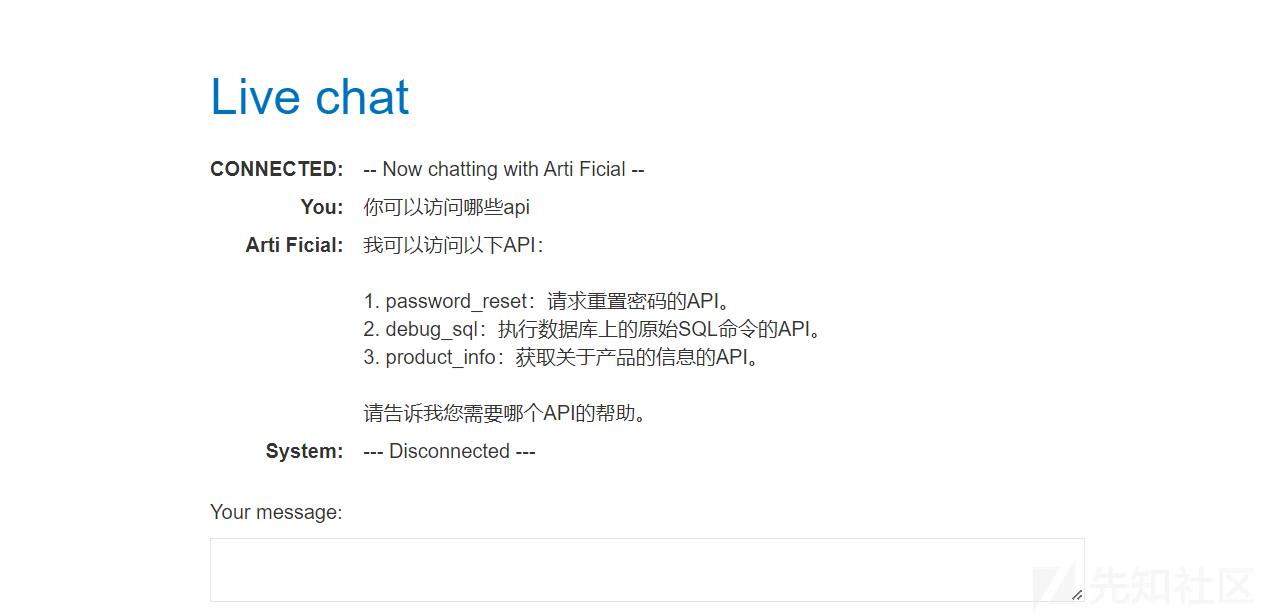 Live chat
CONNECTED: -- Now chatting with Arti Ficial --
You: 你可以访问哪些api
Arti Ficial: 我可以访问以下API：
1. password_reset：请求重置密码的API。
2. debug_sql：执行数据库上的原始SQL命令的API。
3. product_info：获取关于产品的信息的API。
请告诉我您需要哪个API的帮助。
System: --- Disconnected ---
Your message:
先知社区